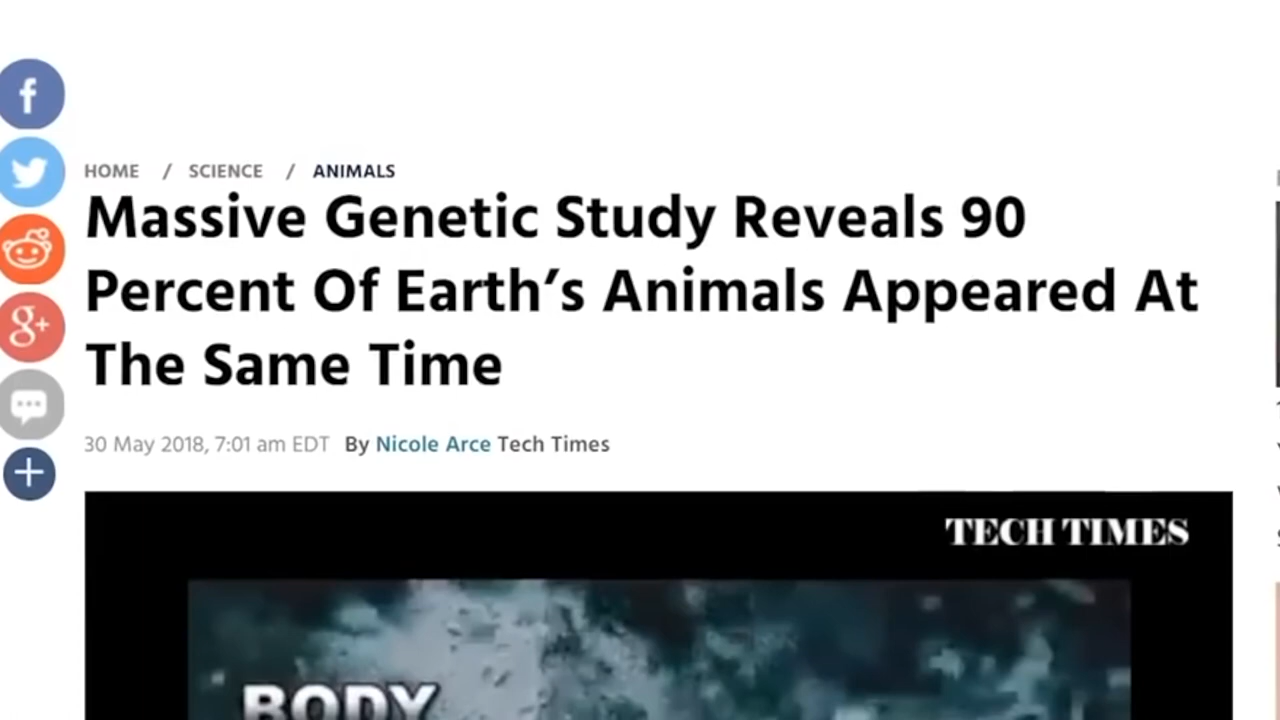 HOME / SCIENCE / ANIMALS
Massive Genetic Study Reveals 90
Percent Of Earth’s Animals Appeared At
The Same Time
30 May 2018, 7:01 am EDT By Nicole Arce Tech Times
TECH TIMES
BODY